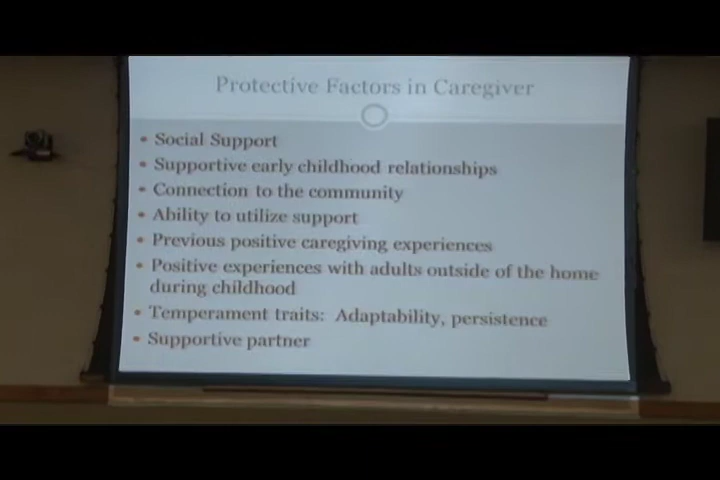 Protective Factors in Caregiver
• Social Support
• Supportive early childhood relationships
• Connection to the community
• Ability to utilize support
• Previous positive caregiving experiences
• Positive experiences with adults outside of the home
during childhood
• Temperament traits: Adaptability, persistence
• Supportive partner